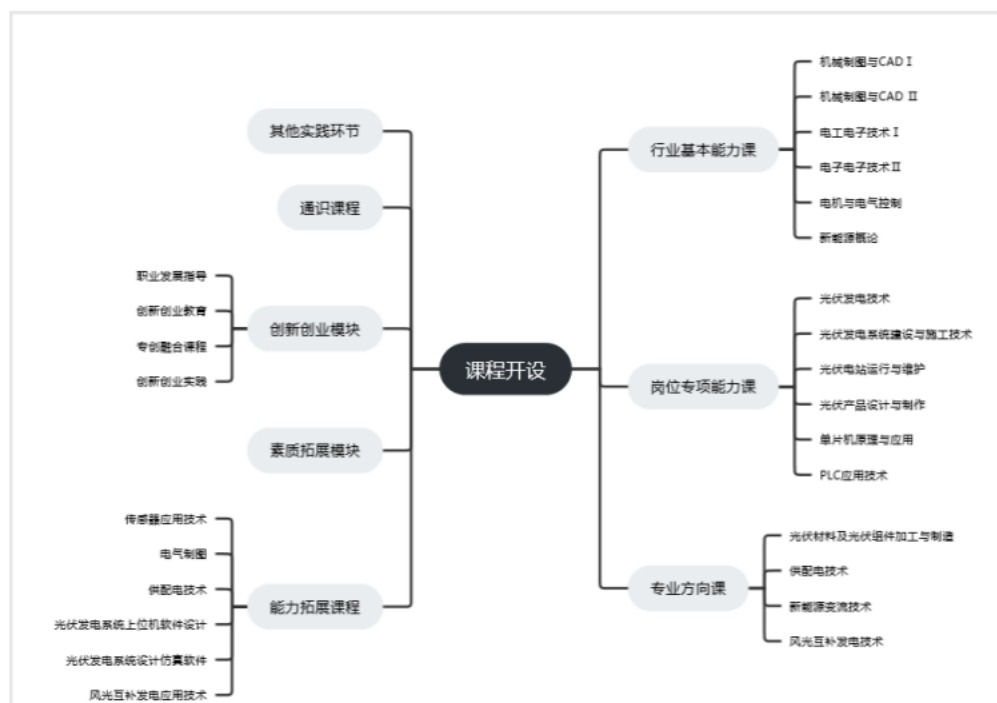 课程开设
行业基本能力课
机械制图与CAD Ⅰ
机械制图与CAD Ⅱ
电工电子技术Ⅰ
电子电子技术Ⅱ
电机与电气控制
新能源概论
岗位专项能力课
光伏发电技术
光伏发电系统建设与施工技术
光伏电站运行与维护
光伏产品设计与制作
单片机原理与应用
PLC应用技术
专业方向课
光伏材料及光伏组件加工与制造
供配电技术
新能源变流技术
风光互补发电技术
其他实践环节
通识课程
创新创业模块
职业发展指导
创新创业教育
专创融合课程
创新创业实践
素质拓展模块
能力拓展课程
传感器应用技术
电气制图
供配电技术
光伏发电系统上位机软件设计
光伏发电系统设计仿真软件
风光互补发电应用技术